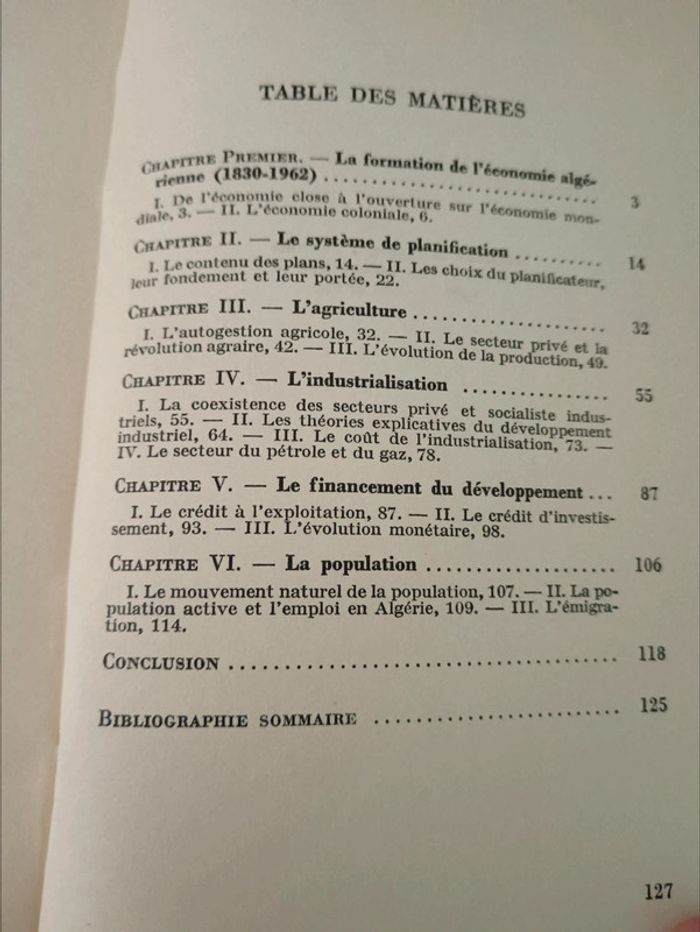 TABLE DES MATIÈRES
CHAPITRE PREMIER. — La formation de l'économie algé-
rienne (1830-1962) .............................. 3
I. De l'économie close à l'ouverture sur l'économie mon-
diale, 3. — II. L'économie coloniale, 6.
CHAPITRE II. — Le système de planification .......... 14
I. Le contenu des plans, 14. — II. Les choix du planificateur,
leur fondement et leur portée, 22.
CHAPITRE III. — L'agriculture ........................ 32
I. L'autogestion agricole, 32. — II. Le secteur privé et la
révolution agraire, 42. — III. L'évolution de la production, 49.
CHAPITRE IV. — L'industrialisation .................. 55
I. La coexistence des secteurs privé et socialiste indus-
triels, 55. — II. Les théories explicatives du développement
industriel, 64. — III. Le coût de l'industrialisation, 73. —
IV. Le secteur du pétrole et du gaz, 78.
CHAPITRE V. — Le financement du développement ... 87
I. Le crédit à l'exploitation, 87. — II. Le crédit d'investis-
sement, 93. — III. L'évolution monétaire, 98.
CHAPITRE VI. — La population ...................... 106
I. Le mouvement naturel de la population, 107. — II. La po-
pulation active et l'emploi en Algérie, 109. — III. L'émigra-
tion, 114.
CONCLUSION ........................................ 118
BIBLIOGRAPHIE SOMMAIRE .......................... 125
127